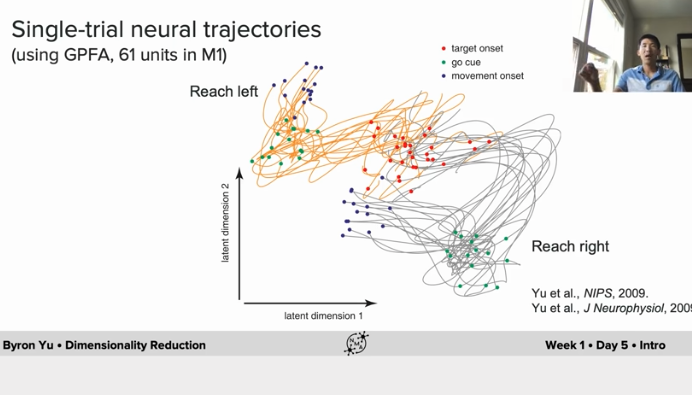 Single-trial neural trajectories
(using GPFA, 61 units in M1)
target onset
go cue
movement onset
Reach left
latent dimension 2
Reach right
latent dimension 1
Yu et al., NIPS, 2009.
Yu et al., J Neurophysiol, 2009
Byron Yu • Dimensionality Reduction
NMA
Week 1 • Day 5 • Intro